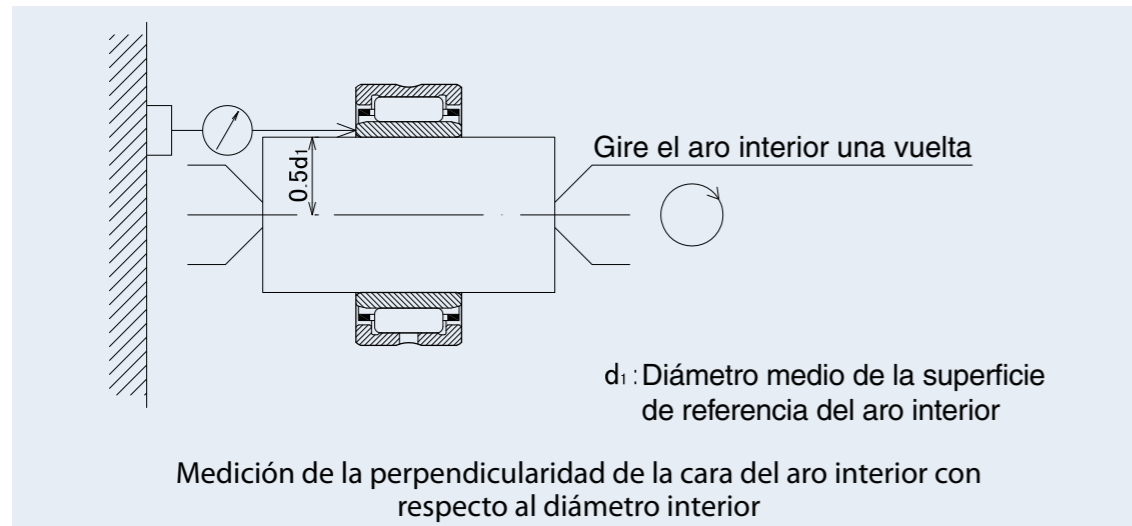 Gire el aro interior una vuelta
0.5d₁
d₁ : Diámetro medio de la superficie
de referencia del aro interior
Medición de la perpendicularidad de la cara del aro interior con
respecto al diámetro interior